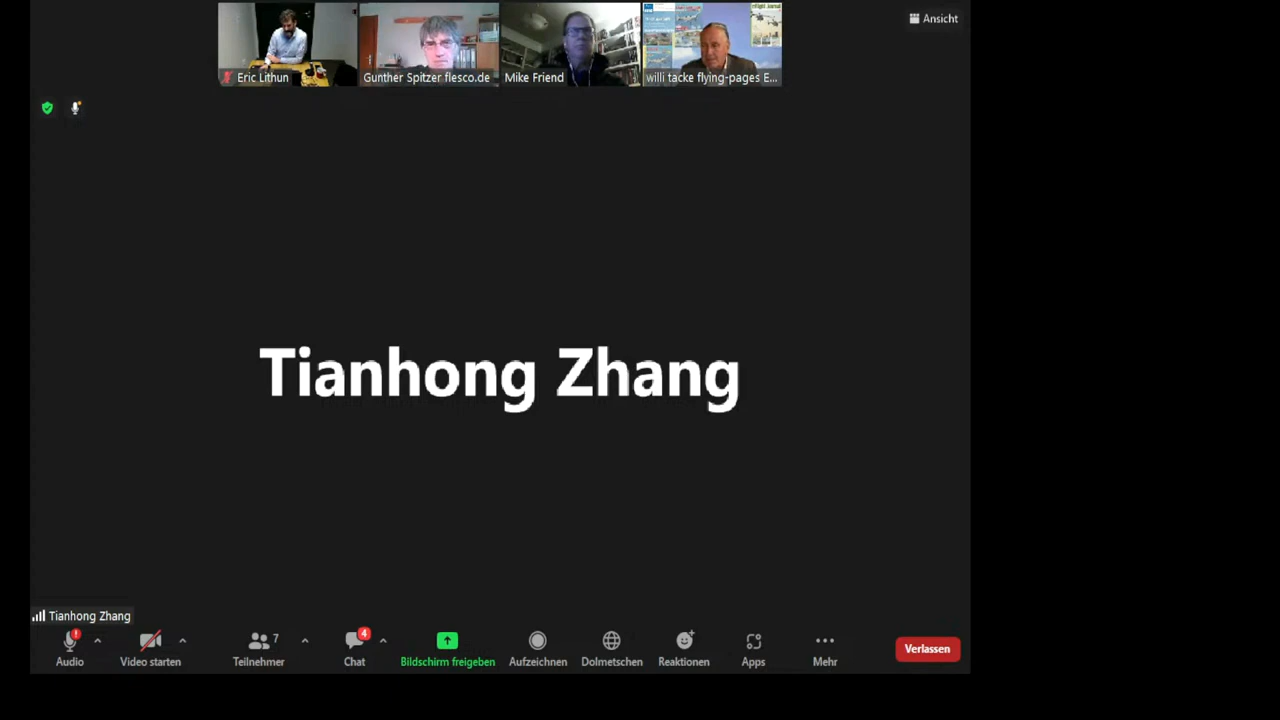 Ansicht
Eric Lithun
Gunther Spitzer flesco.de
Mike Friend
willi tacke flying-pages E...
Tianhong Zhang
Tianhong Zhang
7
4
Audio
Video starten
Teilnehmer
Chat
Bildschirm freigeben
Aufzeichnen
Dolmetschen
Reaktionen
Apps
Mehr
Verlassen